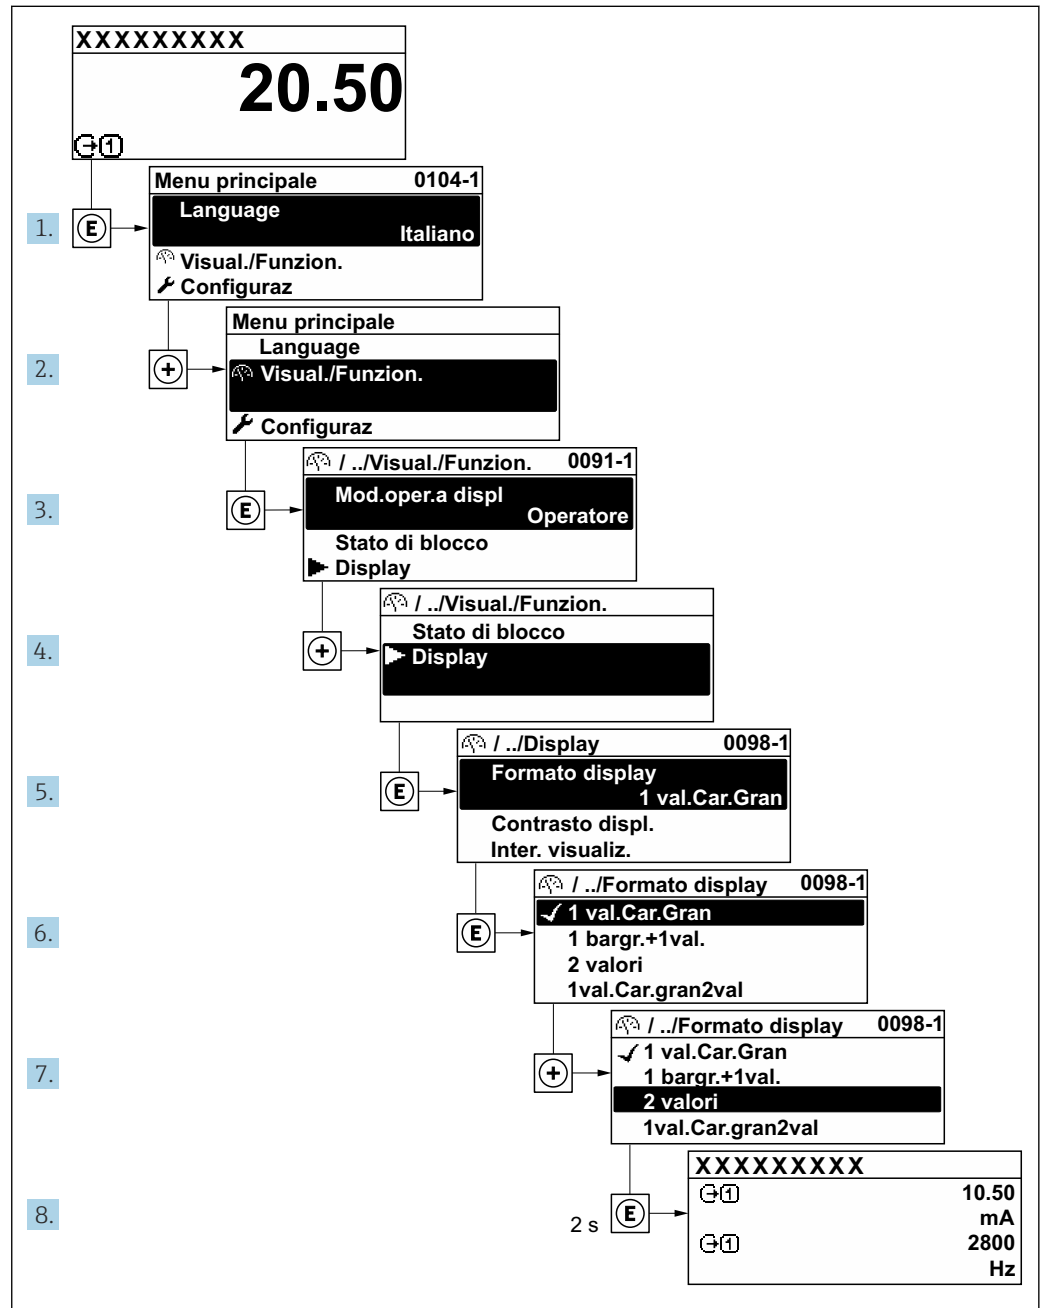 XXXXXXXXX
20.50
1
Menu principale 0104-1
1. E Language
Italiano
Visual./Funzion.
Configuraz
Menu principale
Language
2. + Visual./Funzion.
Configuraz
/ ../Visual./Funzion. 0091-1
3. E Mod.oper.a displ
Operatore
Stato di blocco
Display
/ ../Visual./Funzion.
Stato di blocco
4. + Display
/ ../Display 0098-1
5. E Formato display
1 val.Car.Gran
Contrasto displ.
Inter. visualiz.
/ ../Formato display 0098-1
1 val.Car.Gran
6. E 1 bargr.+1val.
2 valori
1val.Car.gran2val
/ ../Formato display 0098-1
1 val.Car.Gran
7. + 1 bargr.+1val.
2 valori
1val.Car.gran2val
XXXXXXXXX
1 10.50
8. 2 s E mA
1 2800
Hz